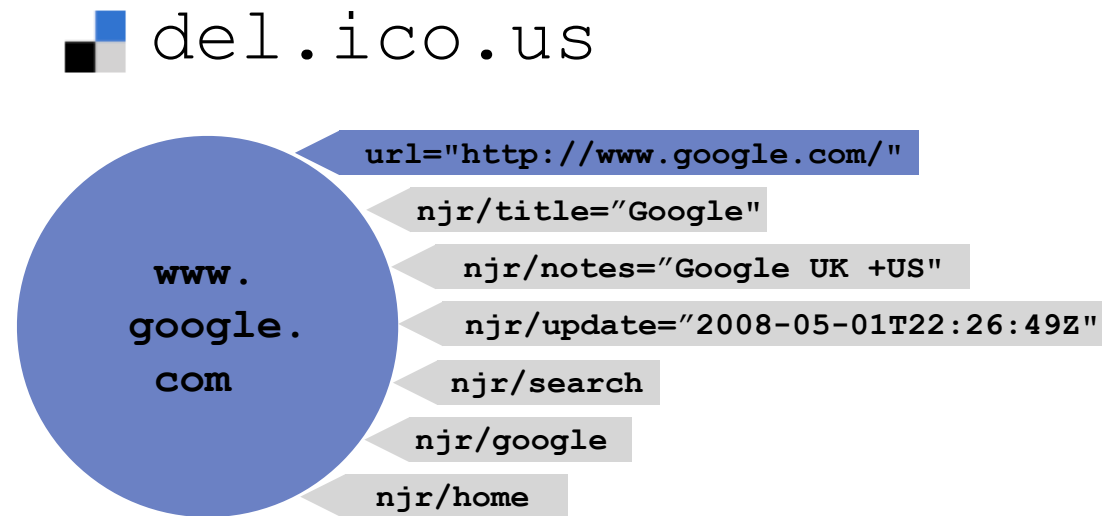 del.ico.us
url="http://www.google.com/"
njr/title=”Google"
njr/notes=”Google UK +US"
www.
google.
com
njr/update=”2008-05-01T22:26:49Z"
njr/search
njr/google
njr/home